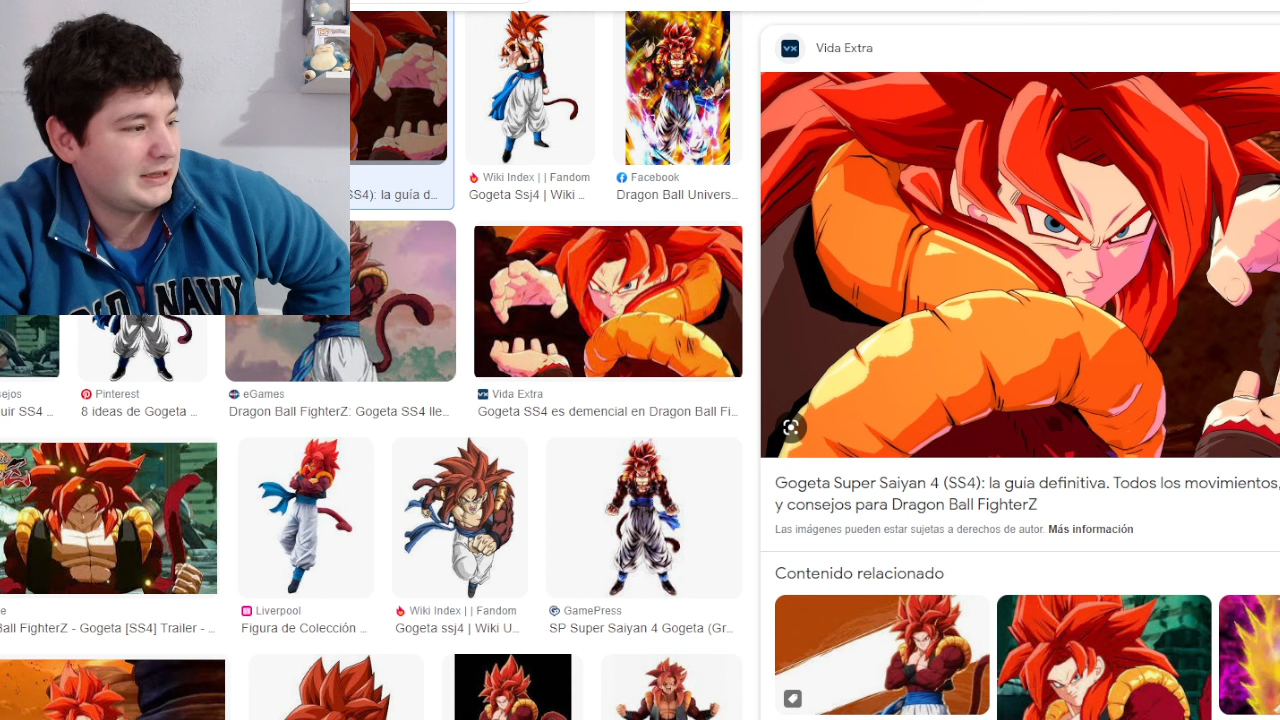 Vida Extra
Wiki Index | | Fandom
Facebook
SS4): la guía d...
Gogeta Ssj4 | Wiki ...
Dragon Ball Univers...
OLD NAVY
Pinterest
eGames
Vida Extra
uir SS4 ...
8 ideas de Gogeta ...
Dragon Ball FighterZ: Gogeta SS4 lle...
Gogeta SS4 es demencial en Dragon Ball Fi...
Gogeta Super Saiyan 4 (SS4): la guía definitiva. Todos los movimientos,
y consejos para Dragon Ball FighterZ
Las imágenes pueden estar sujetas a derechos de autor. Más información
Contenido relacionado
Liverpool
Wiki Index | | Fandom
GamePress
Ball FighterZ - Gogeta [SS4] Trailer - ...
Figura de Colección ...
Gogeta ssj4 | Wiki U...
SP Super Saiyan 4 Gogeta (Gr...